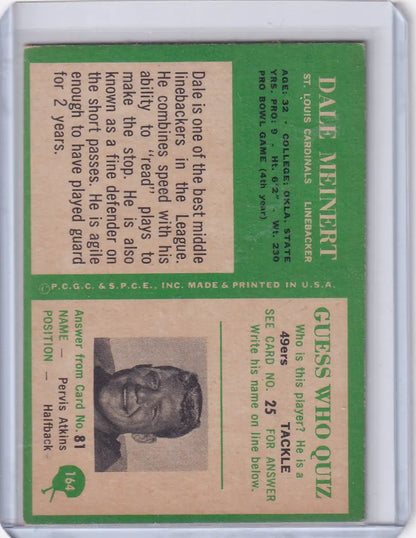 DALE MEINERT
ST. LOUIS CARDINALS LINEBACKER
AGE: 32 • COLLEGE: OKLA. STATE
YRS. PRO: 9 • Ht. 6'2" • Wt. 230
PRO BOWL GAME (4th year)
Dale is one of the best middle
linebackers in the League.
He combines speed with his
ability to "read" plays to
make the stop. He is also
known as a fine defender on
the short passes. He is agile
enough to have played guard
for 2 years.
©P.C.G.C. & S.P.C.E., INC. MADE & PRINTED IN U.S.A.
GUESS WHO QUIZ
Who is this player? He is a
49ers TACKLE
SEE CARD NO. 25 FOR ANSWER
Write his name on line below.
Answer from Card No. 81
NAME — Pervis Atkins
POSITION — Halfback
164